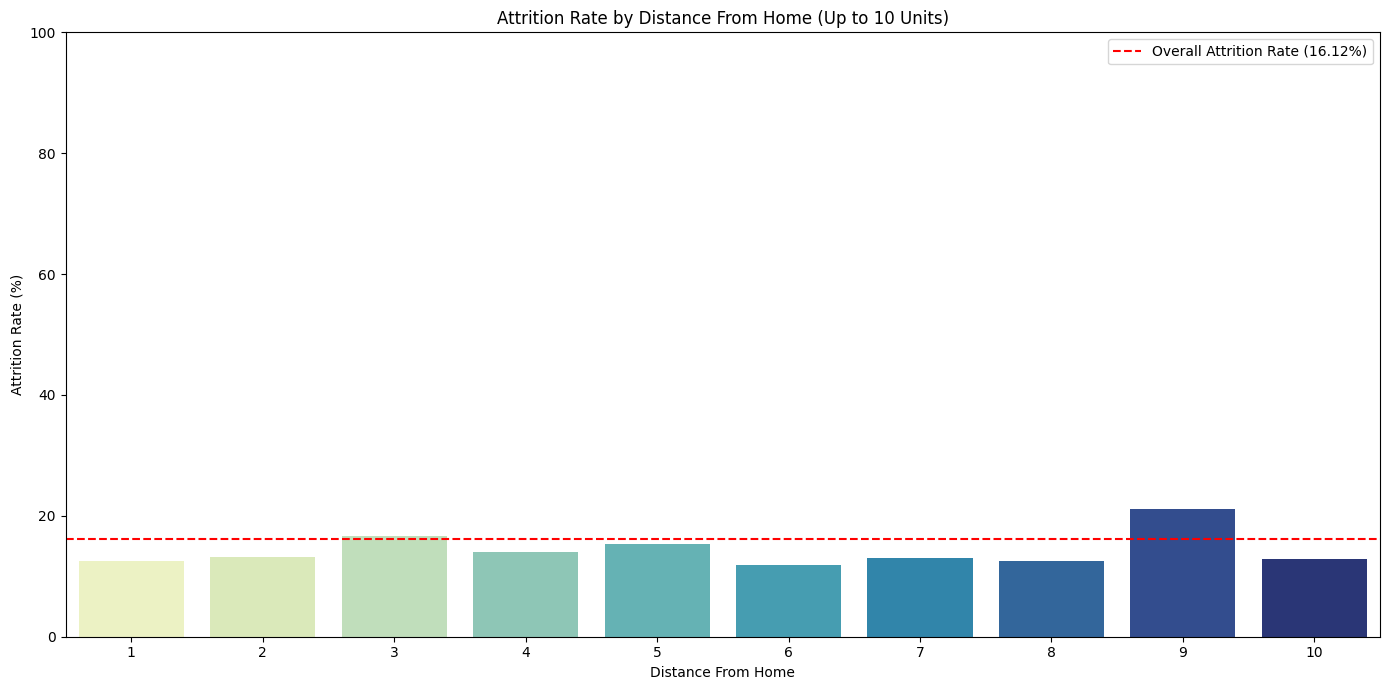 Attrition Rate by Distance From Home (Up to 10 Units)
Overall Attrition Rate (16.12%)
Attrition Rate (%)
100
80
60
40
20
0
1 2 3 4 5 6 7 8 9 10
Distance From Home